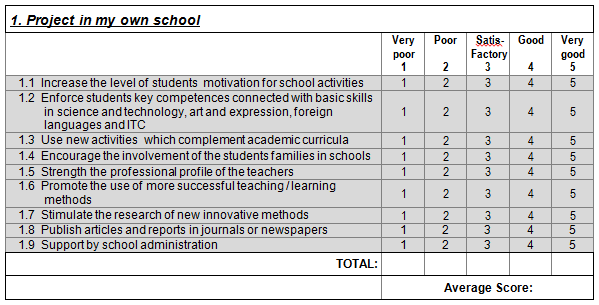 1. Project in my own school
Very Poor Satis- Good Very
poor Factory good
1 2 3 4 5
1.1 Increase the level of students motivation for school activities 1 2 3 4 5
1.2 Enforce students key competences connected with basic skills
in science and technology, art and expression, foreign 1 2 3 4 5
languages and ITC
1.3 Use new activities which complement academic curricula 1 2 3 4 5
1.4 Encourage the involvement of the students families in schools 1 2 3 4 5
1.5 Strength the professional profile of the teachers 1 2 3 4 5
1.6 Promote the use of more successful teaching / learning
methods 1 2 3 4 5
1.7 Stimulate the research of new innovative methods 1 2 3 4 5
1.8 Publish articles and reports in journals or newspapers 1 2 3 4 5
1.9 Support by school administration 1 2 3 4 5
TOTAL:
Average Score: